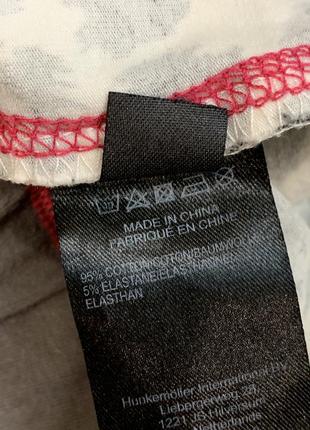 MADE IN CHINA
FABRIQUÉ EN CHINE
95% COTTON/COTON/BAUMWOLLE
5% ELASTANE/ELASTHANNE/
ELASTHAN
Hunkemöller International BV
Liebergerweg 28
1221 JS Hilversum
Netherlands